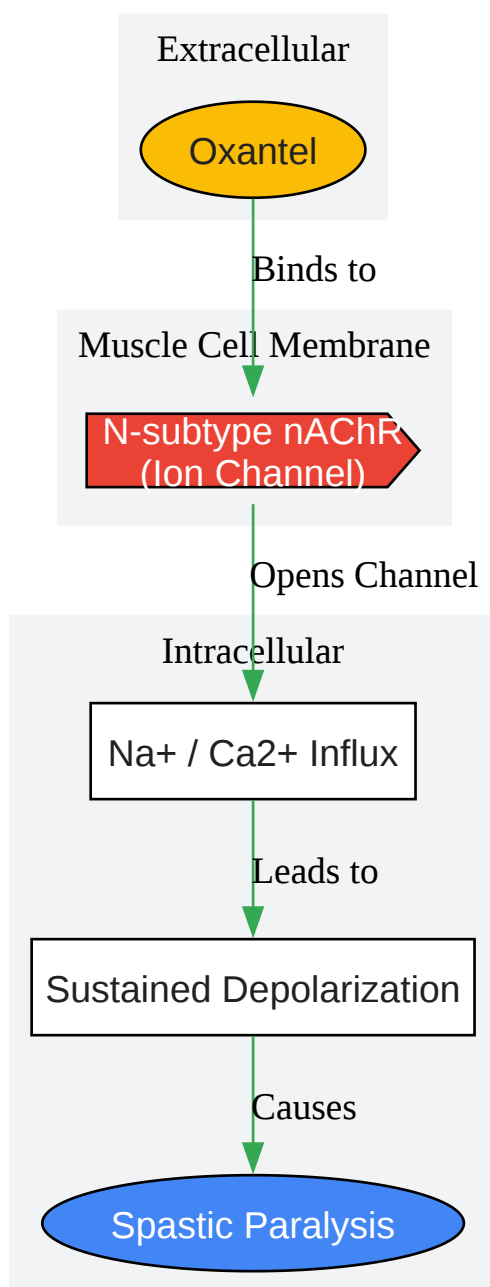 Extracellular
Oxantel
Binds to
Muscle Cell Membrane
N-subtype nAChR
(Ion Channel)
Opens Channel
Intracellular
Na+ / Ca2+ Influx
Leads to
Sustained Depolarization
Causes
Spastic Paralysis